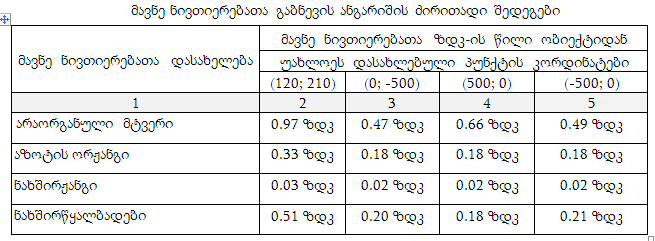 მავნე ნივთიერებათა გაბნევის ანგარიშის ძირითადი შედეგები
მავნე ნივთიერებათა დასახელება
მავნე ნივთიერებათა ზდკ-ის წილი ობიექტიდან
უახლოეს დასახლებული პუნქტის კორდინატები
(120; 210) (0; -500) (500; 0) (-500; 0)
1 2 3 4 5
არაორგანული მტვერი 0.97 ზდკ 0.47 ზდკ 0.66 ზდკ 0.49 ზდკ
აზოტის ორჟანგი 0.33 ზდკ 0.18 ზდკ 0.18 ზდკ 0.18 ზდკ
ნახშირჟანგი 0.03 ზდკ 0.02 ზდკ 0.02 ზდკ 0.02 ზდკ
ნახშირწყალბადები 0.51 ზდკ 0.20 ზდკ 0.18 ზდკ 0.21 ზდკ